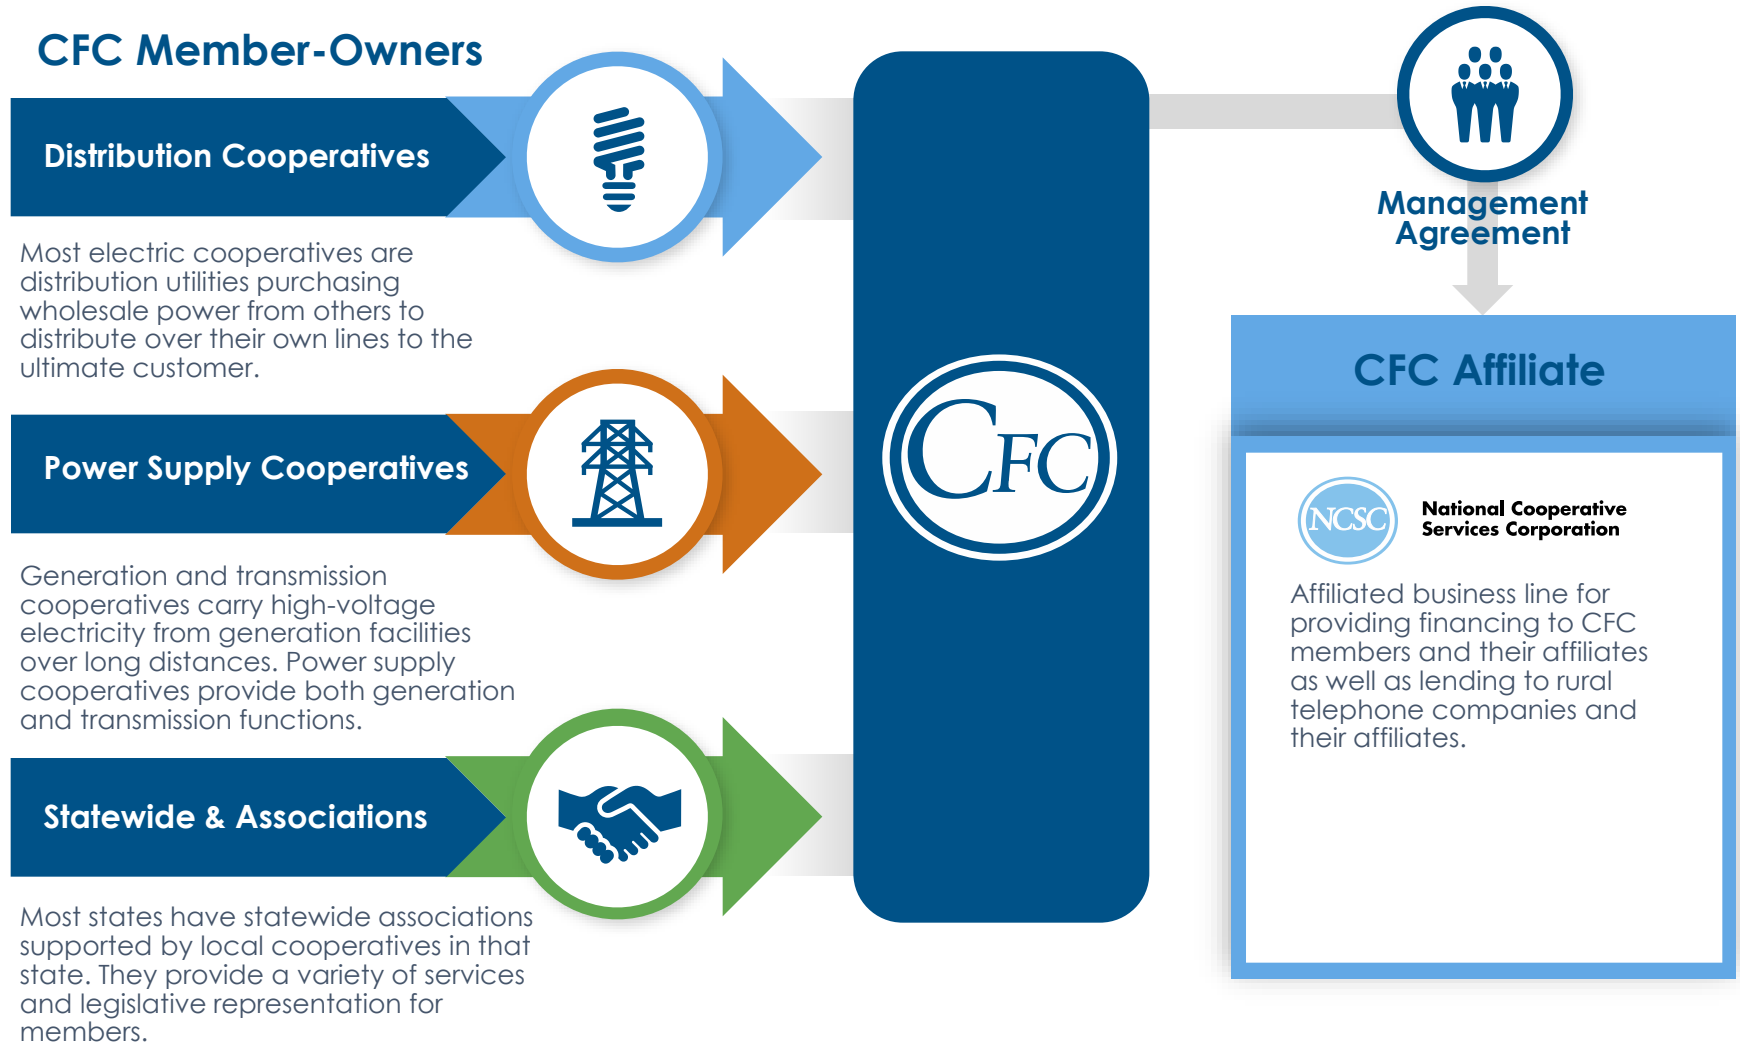 CFC Member-Owners
Distribution Cooperatives
Most electric cooperatives are
distribution utilities purchasing
wholesale power from others to
distribute over their own lines to the
ultimate customer.
Power Supply Cooperatives
Generation and transmission
cooperatives carry high-voltage
electricity from generation facilities
over long distances. Power supply
cooperatives provide both generation
and transmission functions.
Statewide & Associations
Most states have statewide associations
supported by local cooperatives in that
state. They provide a variety of services
and legislative representation for
members.
CFC
Management
Agreement
CFC Affiliate
NCSC
National Cooperative
Services Corporation
Affiliated business line for
providing financing to CFC
members and their affiliates
as well as lending to rural
telephone companies and
their affiliates.